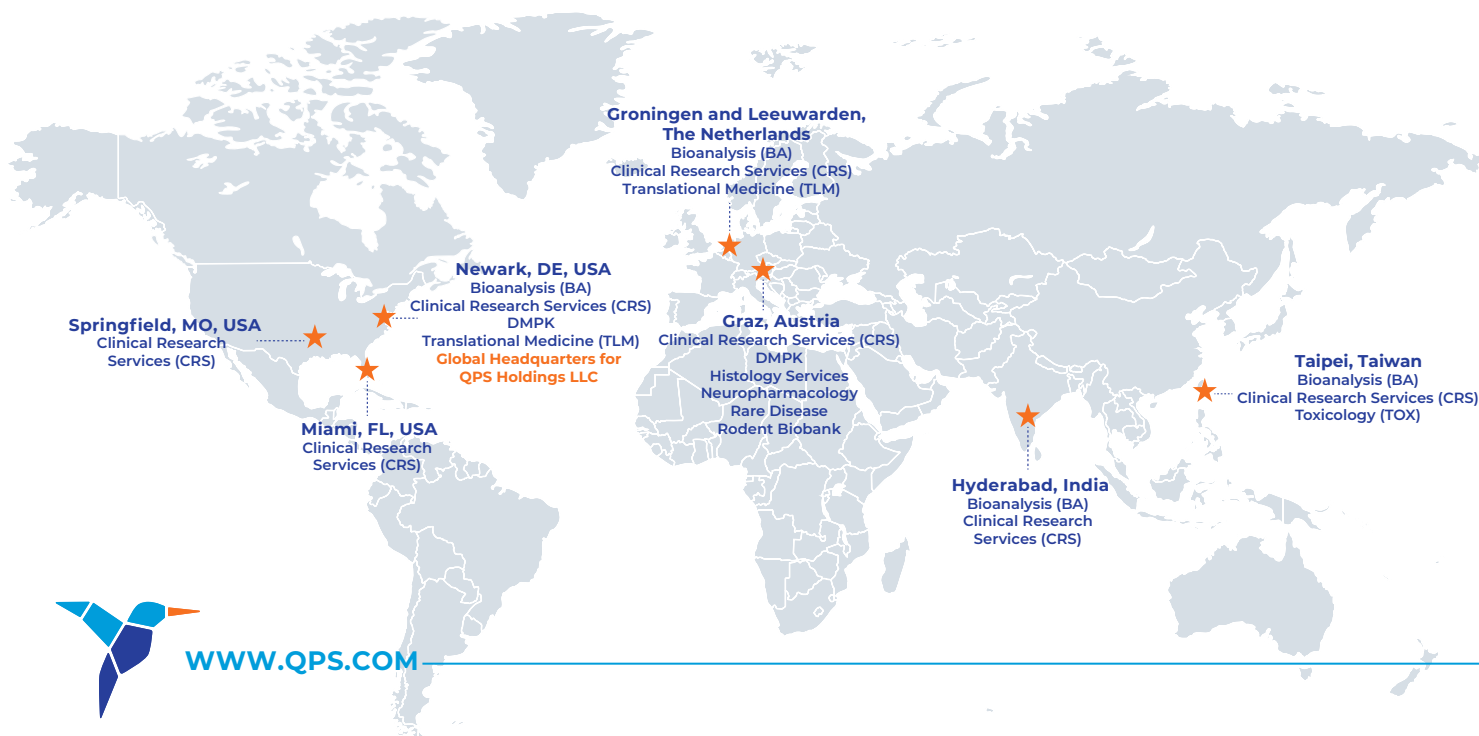 Groningen and Leeuwarden,
The Netherlands
Bioanalysis (BA)
Clinical Research Services (CRS)
Translational Medicine (TLM)
Newark, DE, USA
Bioanalysis (BA)
Clinical Research Services (CRS)
DMPK
Translational Medicine (TLM)
Global Headquarters for
QPS Holdings LLC
Springfield, MO, USA
Clinical Research
Services (CRS)
Miami, FL, USA
Clinical Research
Services (CRS)
Graz, Austria
Clinical Research Services (CRS)
DMPK
Histology Services
Neuropharmacology
Rare Disease
Rodent Biobank
Taipei, Taiwan
Bioanalysis (BA)
Clinical Research Services (CRS)
Toxicology (TOX)
Hyderabad, India
Bioanalysis (BA)
Clinical Research
Services (CRS)
WWW.QPS.COM